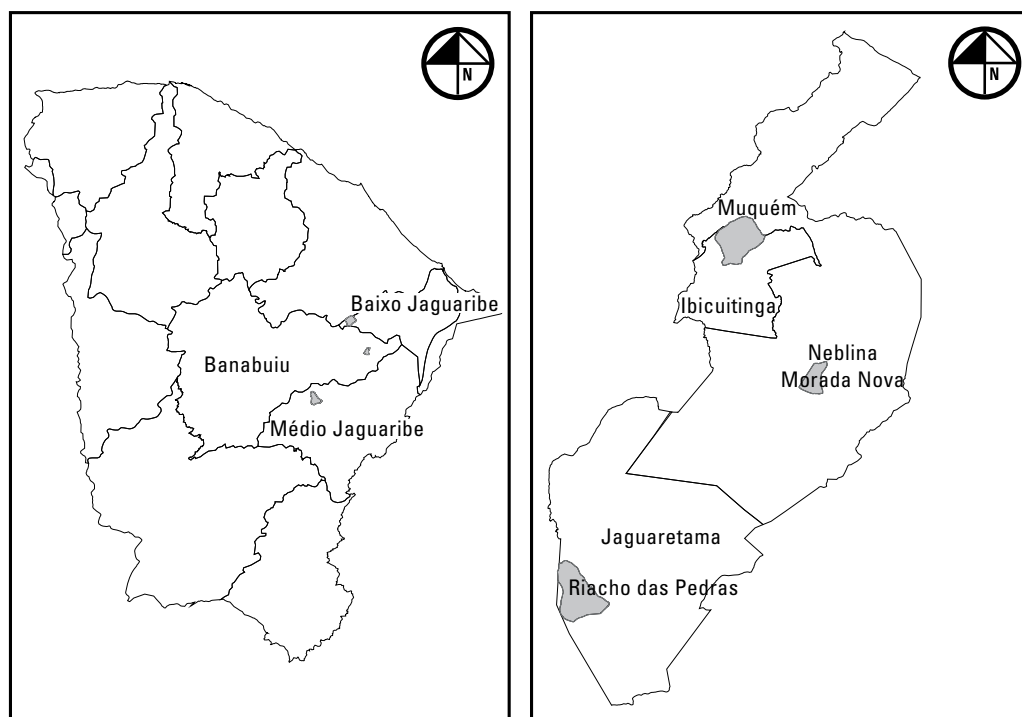 N
Baixo Jaguaribe
Banabuiu
Médio Jaguaribe
N
Muquém
Ibicuitinga
Neblina
Morada Nova
Jaguaretama
Riacho das Pedras